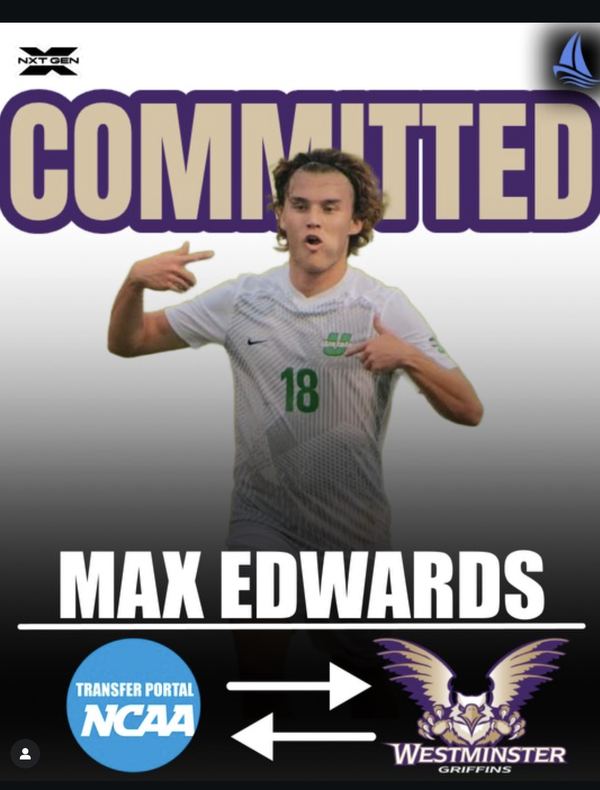 NXT GEN
COMMITTED
18
MAX EDWARDS
TRANSFER PORTAL
NCAA
WESTMINSTER
GRIFFINS